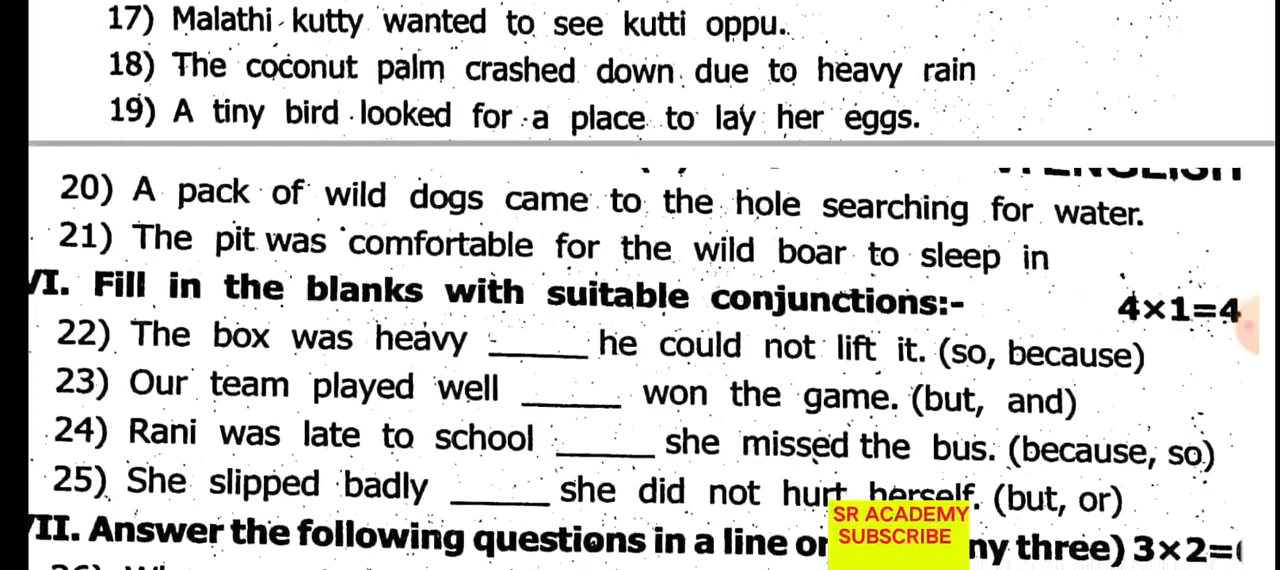 17) Malathi kutty wanted to see kutti oppu.
18) The coconut palm crashed down due to heavy rain
19) A tiny bird looked for a place to lay her eggs.
20) A pack of wild dogs came to the hole searching for water.
21) The pit was comfortable for the wild boar to sleep in
VI. Fill in the blanks with suitable conjunctions:- 4×1=4
22) The box was heavy ______ he could not lift it. (so, because)
23) Our team played well ______ won the game. (but, and)
24) Rani was late to school ______ she missed the bus. (because, so)
25) She slipped badly ______ she did not hurt herself. (but, or)
VII. Answer the following questions in a line or ny three) 3×2=
SR ACADEMY
SUBSCRIBE